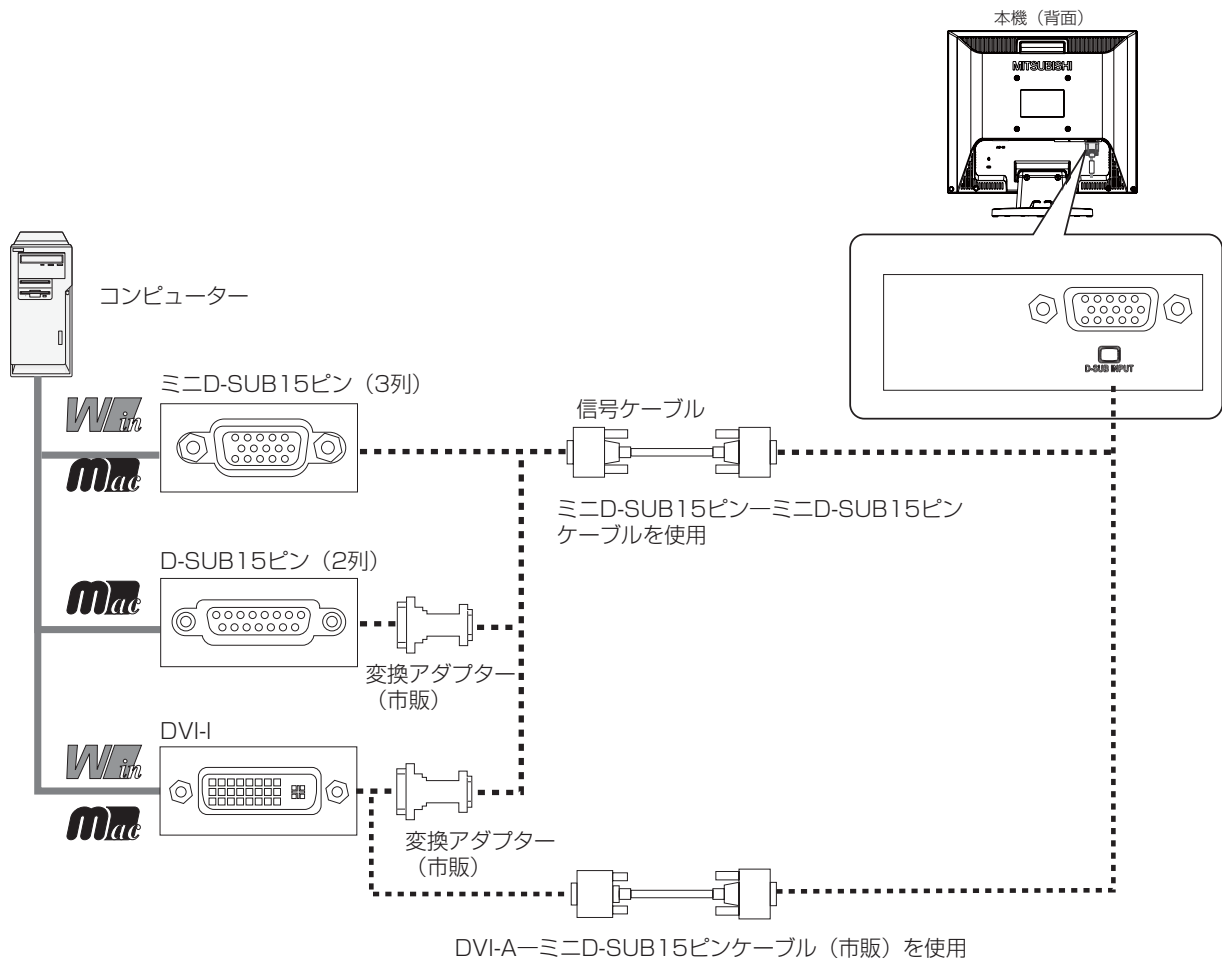 本機（背面）
MITSUBISHI
コンピューター
D-SUB INPUT
ミニD-SUB15ピン（3列）
Win
Mac
信号ケーブル
ミニD-SUB15ピン―ミニD-SUB15ピン
ケーブルを使用
D-SUB15ピン（2列）
Mac
変換アダプター
（市販）
DVI-I
Win
Mac
変換アダプター
（市販）
DVI-A―ミニD-SUB15ピンケーブル（市販）を使用